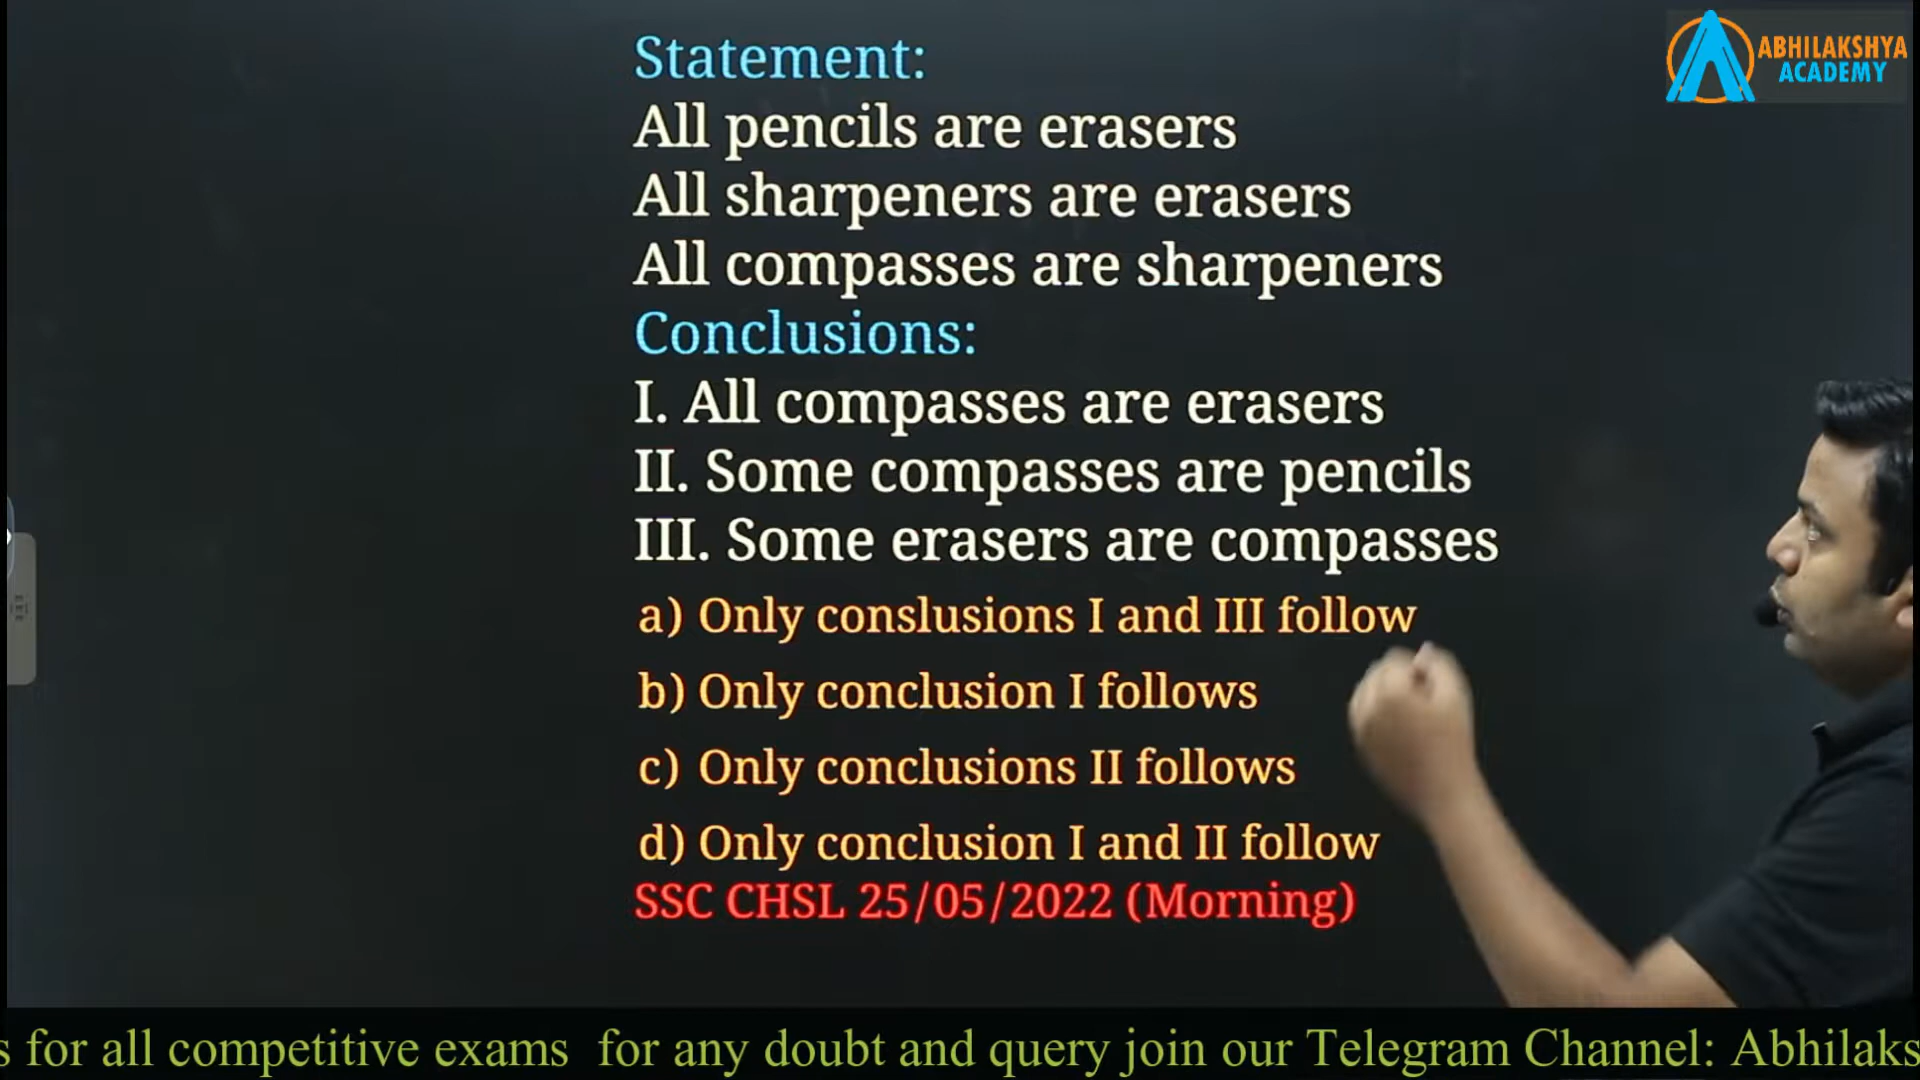 ABHILAKSHYA
ACADEMY
Statement:
All pencils are erasers
All sharpeners are erasers
All compasses are sharpeners
Conclusions:
I. All compasses are erasers
II. Some compasses are pencils
III. Some erasers are compasses
a) Only conslusions I and III follow
b) Only conclusion I follows
c) Only conclusions II follows
d) Only conclusion I and II follow
SSC CHSL 25/05/2022 (Morning)
s for all competitive exams for any doubt and query join our Telegram Channel: Abhilaks